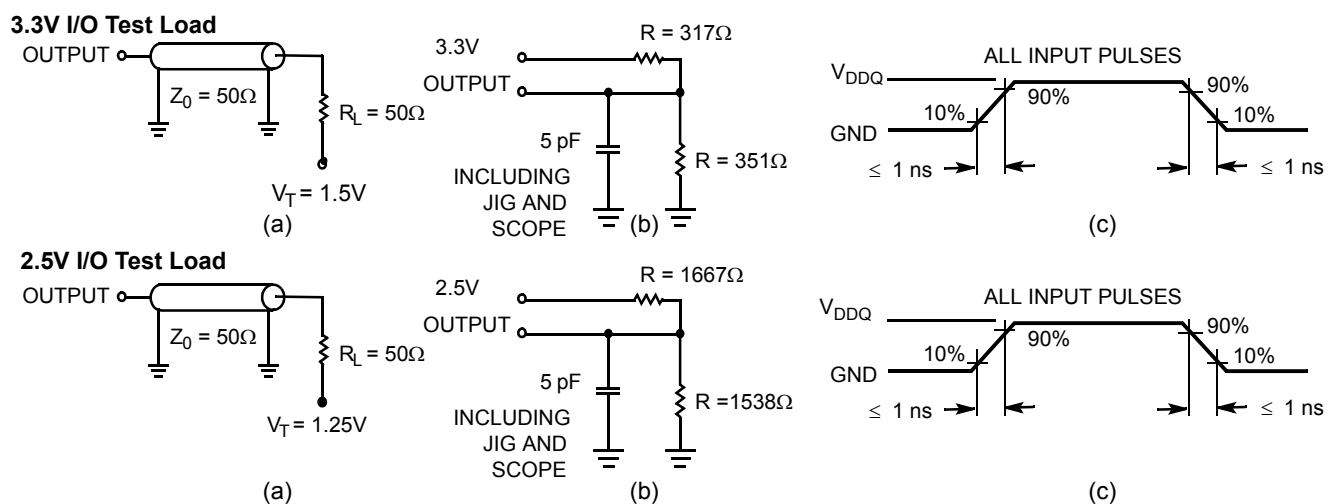 3.3V I/O Test Load
OUTPUT
Z0 = 50Ω
RL = 50Ω
VT = 1.5V
(a)
R = 317Ω
3.3V
OUTPUT
5 pF
R = 351Ω
INCLUDING
JIG AND
SCOPE
(b)
ALL INPUT PULSES
VDDQ
GND
10%
90%
90%
10%
≤ 1 ns
≤ 1 ns
(c)
2.5V I/O Test Load
OUTPUT
Z0 = 50Ω
RL = 50Ω
VT = 1.25V
(a)
R = 1667Ω
2.5V
OUTPUT
5 pF
R =1538Ω
INCLUDING
JIG AND
SCOPE
(b)
ALL INPUT PULSES
VDDQ
GND
10%
90%
90%
10%
≤ 1 ns
≤ 1 ns
(c)